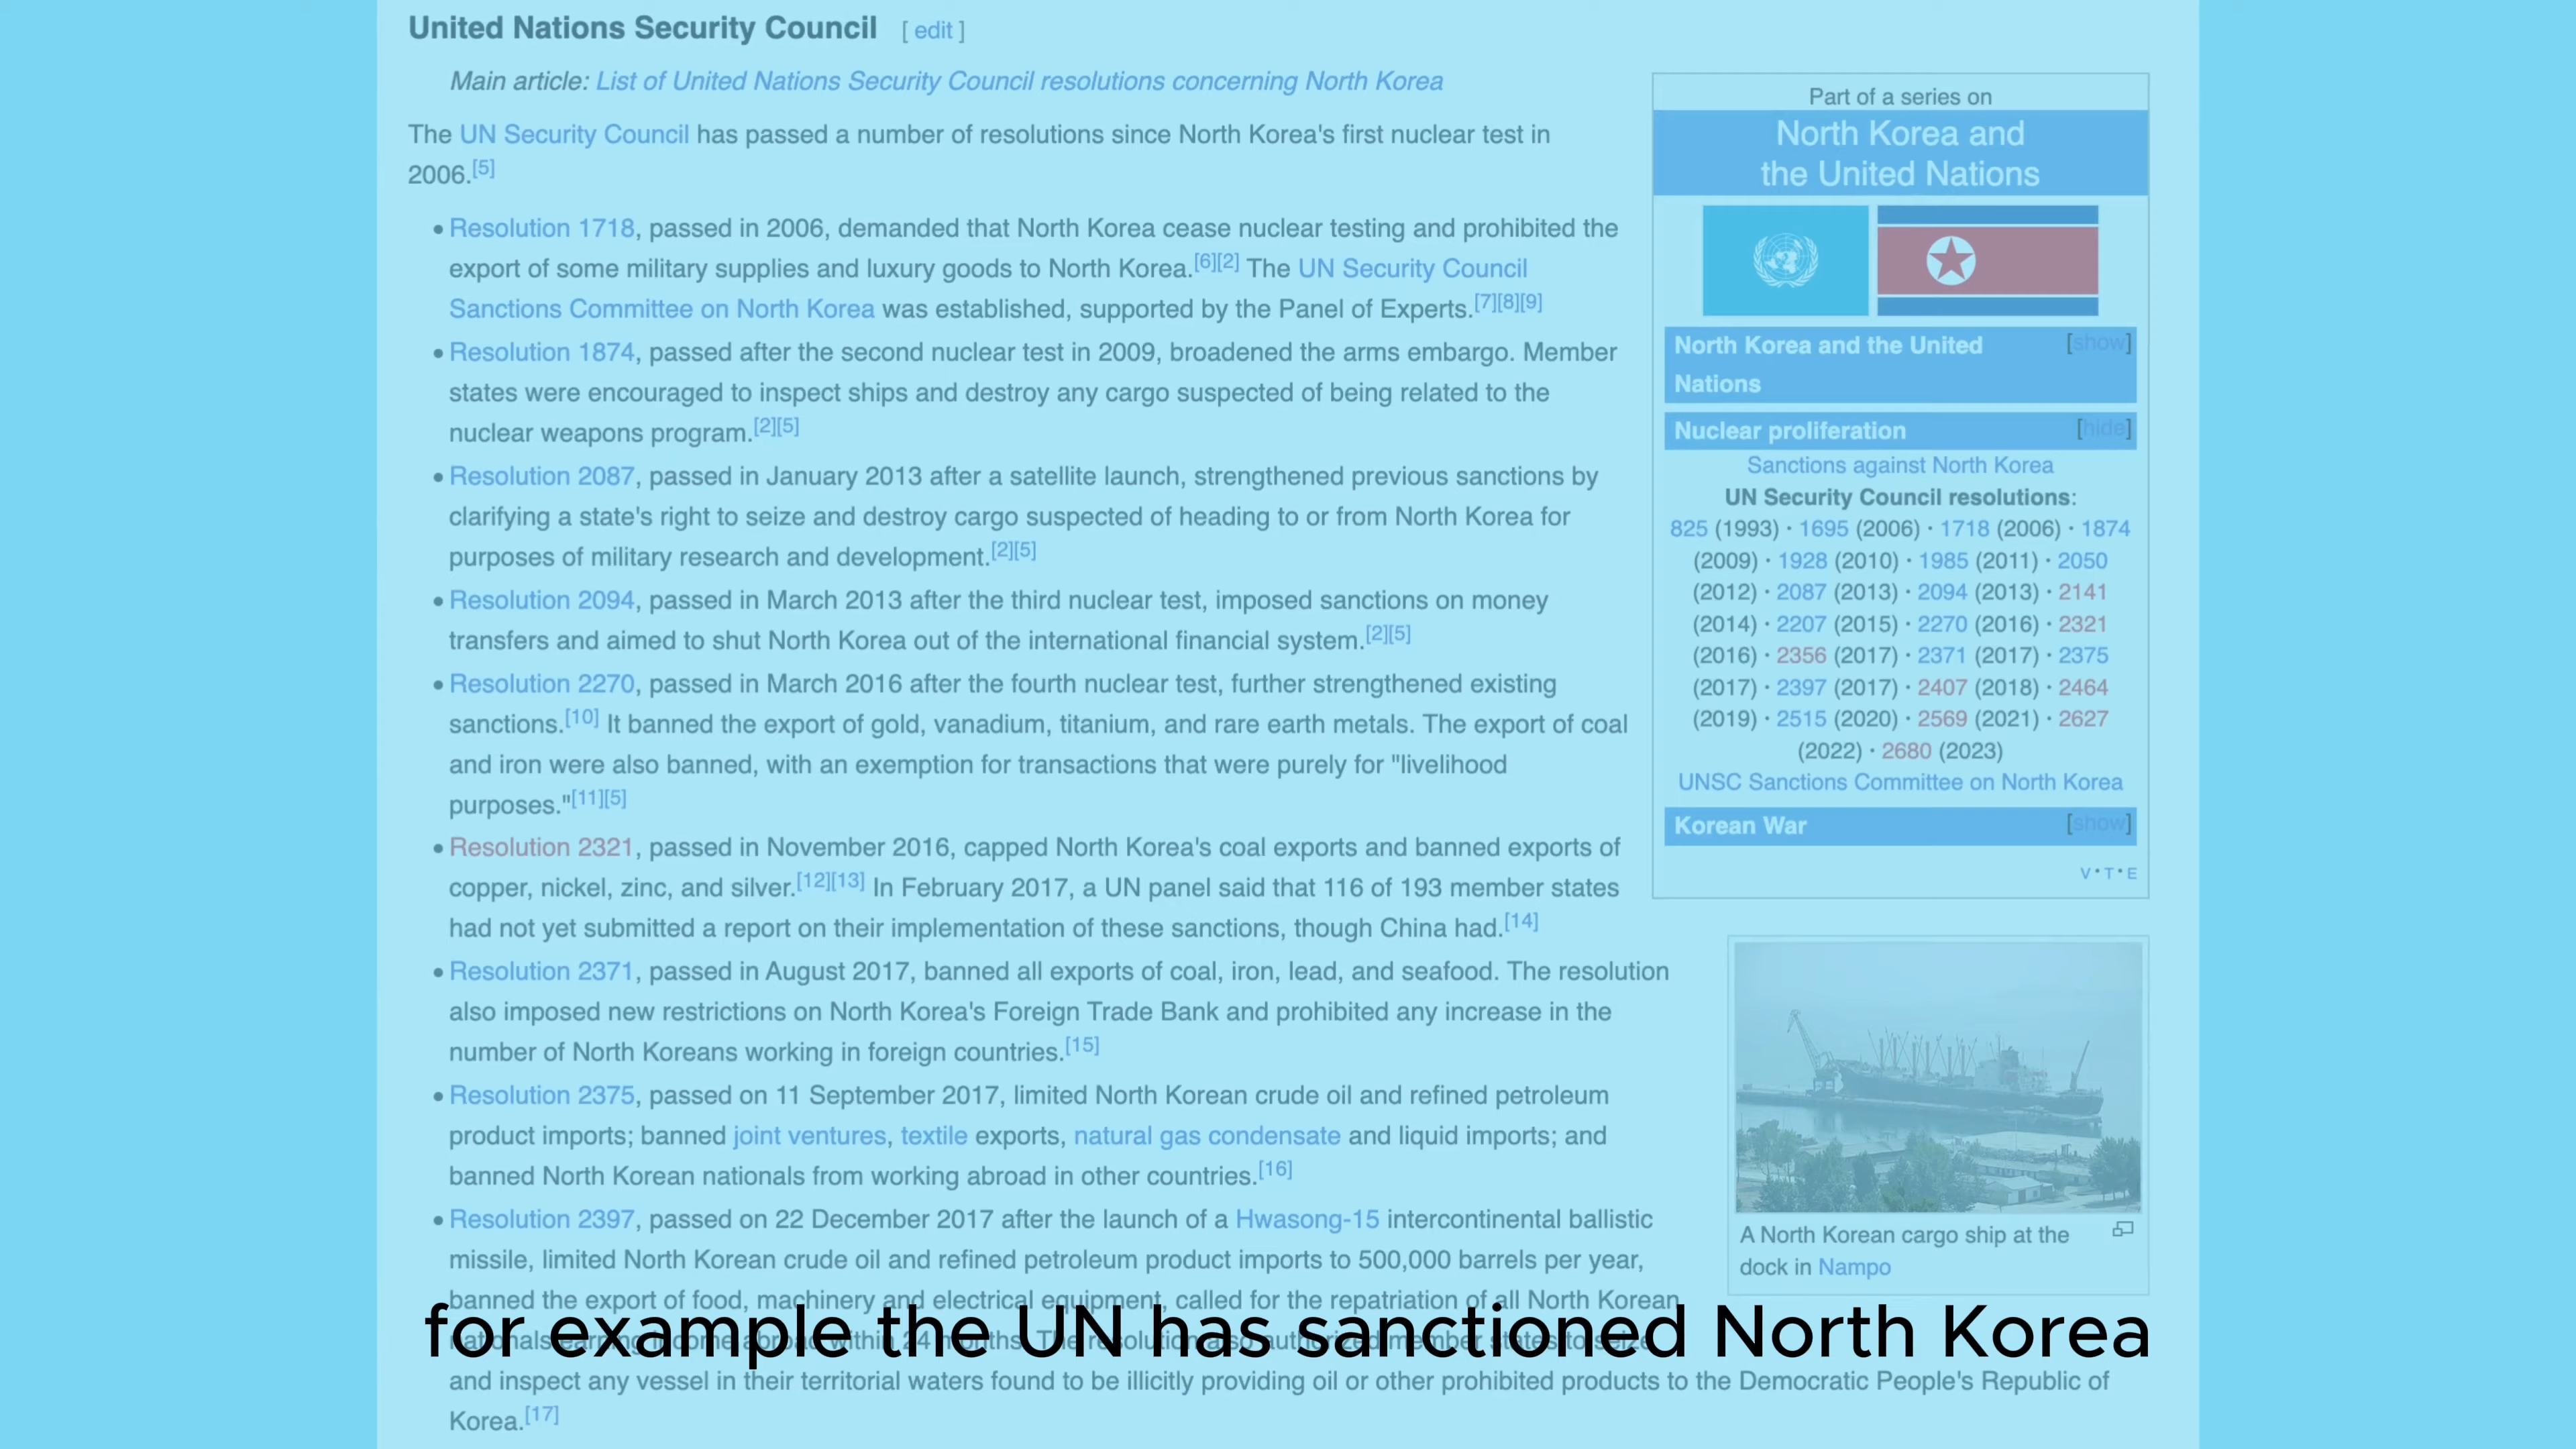 United Nations Security Council [ edit ]
Main article: List of United Nations Security Council resolutions concerning North Korea
The UN Security Council has passed a number of resolutions since North Korea's first nuclear test in
2006.[5]
• Resolution 1718, passed in 2006, demanded that North Korea cease nuclear testing and prohibited the
export of some military supplies and luxury goods to North Korea.[6][2] The UN Security Council
Sanctions Committee on North Korea was established, supported by the Panel of Experts.[7][8][9]
• Resolution 1874, passed after the second nuclear test in 2009, broadened the arms embargo. Member
states were encouraged to inspect ships and destroy any cargo suspected of being related to the
nuclear weapons program.[2][5]
• Resolution 2087, passed in January 2013 after a satellite launch, strengthened previous sanctions by
clarifying a state's right to seize and destroy cargo suspected of heading to or from North Korea for
purposes of military research and development.[2][5]
• Resolution 2094, passed in March 2013 after the third nuclear test, imposed sanctions on money
transfers and aimed to shut North Korea out of the international financial system.[2][5]
• Resolution 2270, passed in March 2016 after the fourth nuclear test, further strengthened existing
sanctions.[10] It banned the export of gold, vanadium, titanium, and rare earth metals. The export of coal
and iron were also banned, with an exemption for transactions that were purely for "livelihood
purposes."[11][5]
• Resolution 2321, passed in November 2016, capped North Korea's coal exports and banned exports of
copper, nickel, zinc, and silver.[12][13] In February 2017, a UN panel said that 116 of 193 member states
had not yet submitted a report on their implementation of these sanctions, though China had.[14]
• Resolution 2371, passed in August 2017, banned all exports of coal, iron, lead, and seafood. The resolution
also imposed new restrictions on North Korea's Foreign Trade Bank and prohibited any increase in the
number of North Koreans working in foreign countries.[15]
• Resolution 2375, passed on 11 September 2017, limited North Korean crude oil and refined petroleum
product imports; banned joint ventures, textile exports, natural gas condensate and liquid imports; and
banned North Korean nationals from working abroad in other countries.[16]
• Resolution 2397, passed on 22 December 2017 after the launch of a Hwasong-15 intercontinental ballistic
missile, limited North Korean crude oil and refined petroleum product imports to 500,000 barrels per year,
banned the export of food, machinery and electrical equipment, called for the repatriation of all North Korean
nationals earning income abroad within 24 months. The resolution also authorized member states to seize
and inspect any vessel in their territorial waters found to be illicitly providing oil or other prohibited products to the Democratic People's Republic of
Korea.[17]
Part of a series on
North Korea and
the United Nations
North Korea and the United [show]
Nations
Nuclear proliferation [hide]
Sanctions against North Korea
UN Security Council resolutions:
825 (1993) · 1695 (2006) · 1718 (2006) · 1874
(2009) · 1928 (2010) · 1985 (2011) · 2050
(2012) · 2087 (2013) · 2094 (2013) · 2141
(2014) · 2207 (2015) · 2270 (2016) · 2321
(2016) · 2356 (2017) · 2371 (2017) · 2375
(2017) · 2397 (2017) · 2407 (2018) · 2464
(2019) · 2515 (2020) · 2569 (2021) · 2627
(2022) · 2680 (2023)
UNSC Sanctions Committee on North Korea
Korean War [show]
V · T · E
A North Korean cargo ship at the
dock in Nampo
for example the UN has sanctioned North Korea